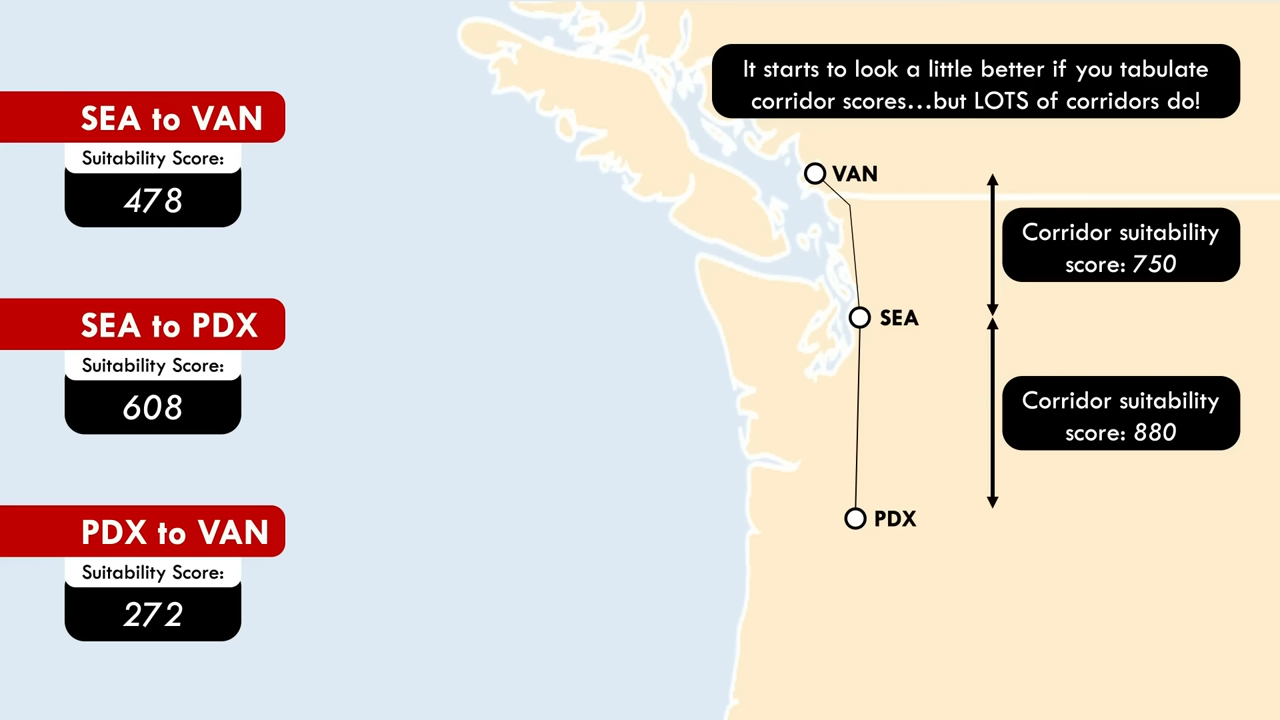 It starts to look a little better if you tabulate
corridor scores...but LOTS of corridors do!
SEA to VAN
Suitability Score:
478
SEA to PDX
Suitability Score:
608
PDX to VAN
Suitability Score:
272
VAN
Corridor suitability
score: 750
SEA
Corridor suitability
score: 880
PDX